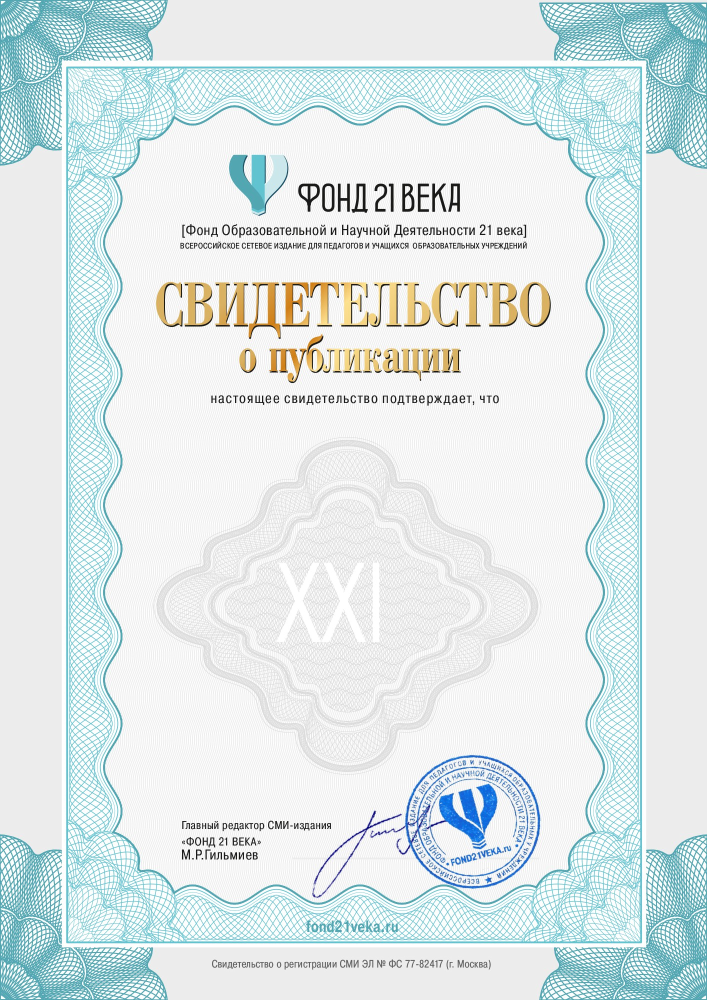 ФОНД 21 ВЕКА
[Фонд Образовательной и Научной Деятельности 21 века]
ВСЕРОССИЙСКОЕ СЕТЕВОЕ ИЗДАНИЕ ДЛЯ ПЕДАГОГОВ И УЧАЩИХСЯ ОБРАЗОВАТЕЛЬНЫХ УЧРЕЖДЕНИЙ
СВИДЕТЕЛЬСТВО
о публикации
настоящее свидетельство подтверждает, что
XXI
Главный редактор СМИ-издания
«ФОНД 21 ВЕКА»
М.Р.Гильмиев
ВСЕРОССИЙСКОЕ СЕТЕВОЕ ИЗДАНИЕ ДЛЯ ПЕДАГОГОВ И УЧАЩИХСЯ ОБРАЗОВАТЕЛЬНЫХ УЧРЕЖДЕНИЙ ★
ФОНД ОБРАЗОВАТЕЛЬНОЙ И НАУЧНОЙ ДЕЯТЕЛЬНОСТИ 21 ВЕКА
• FOND21VEKA.ru •
fond21veka.ru
Свидетельство о регистрации СМИ ЭЛ № ФС 77-82417 (г. Москва)